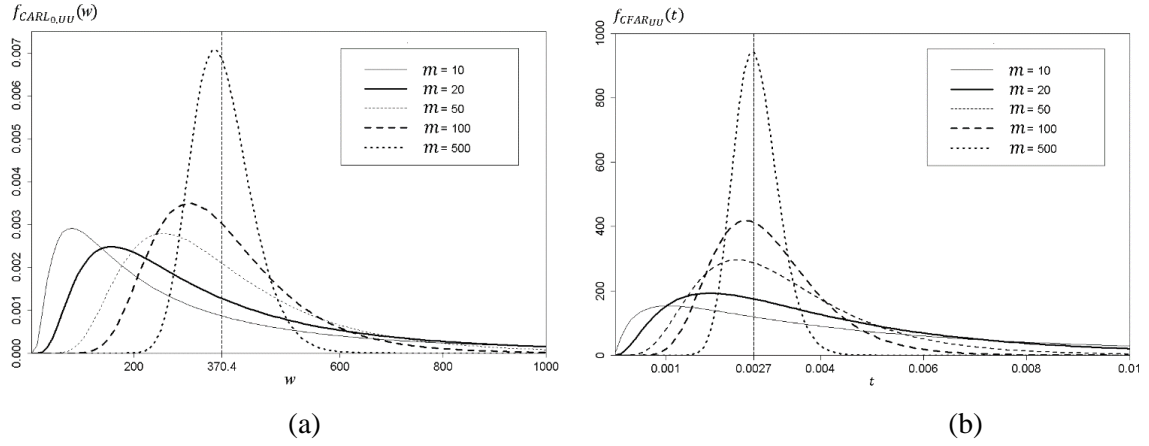 f_{CARL_{0,UU}}(w)
0.007
0.006
0.005
0.004
0.003
0.002
0.001
0.000
m = 10
m = 20
m = 50
m = 100
m = 500
200
370.4
600
800
1000
w
(a)
f_{CFAR_{UU}}(t)
1000
800
600
400
200
0
m = 10
m = 20
m = 50
m = 100
m = 500
0.001
0.0027
0.004
0.006
0.008
0.01
t
(b)